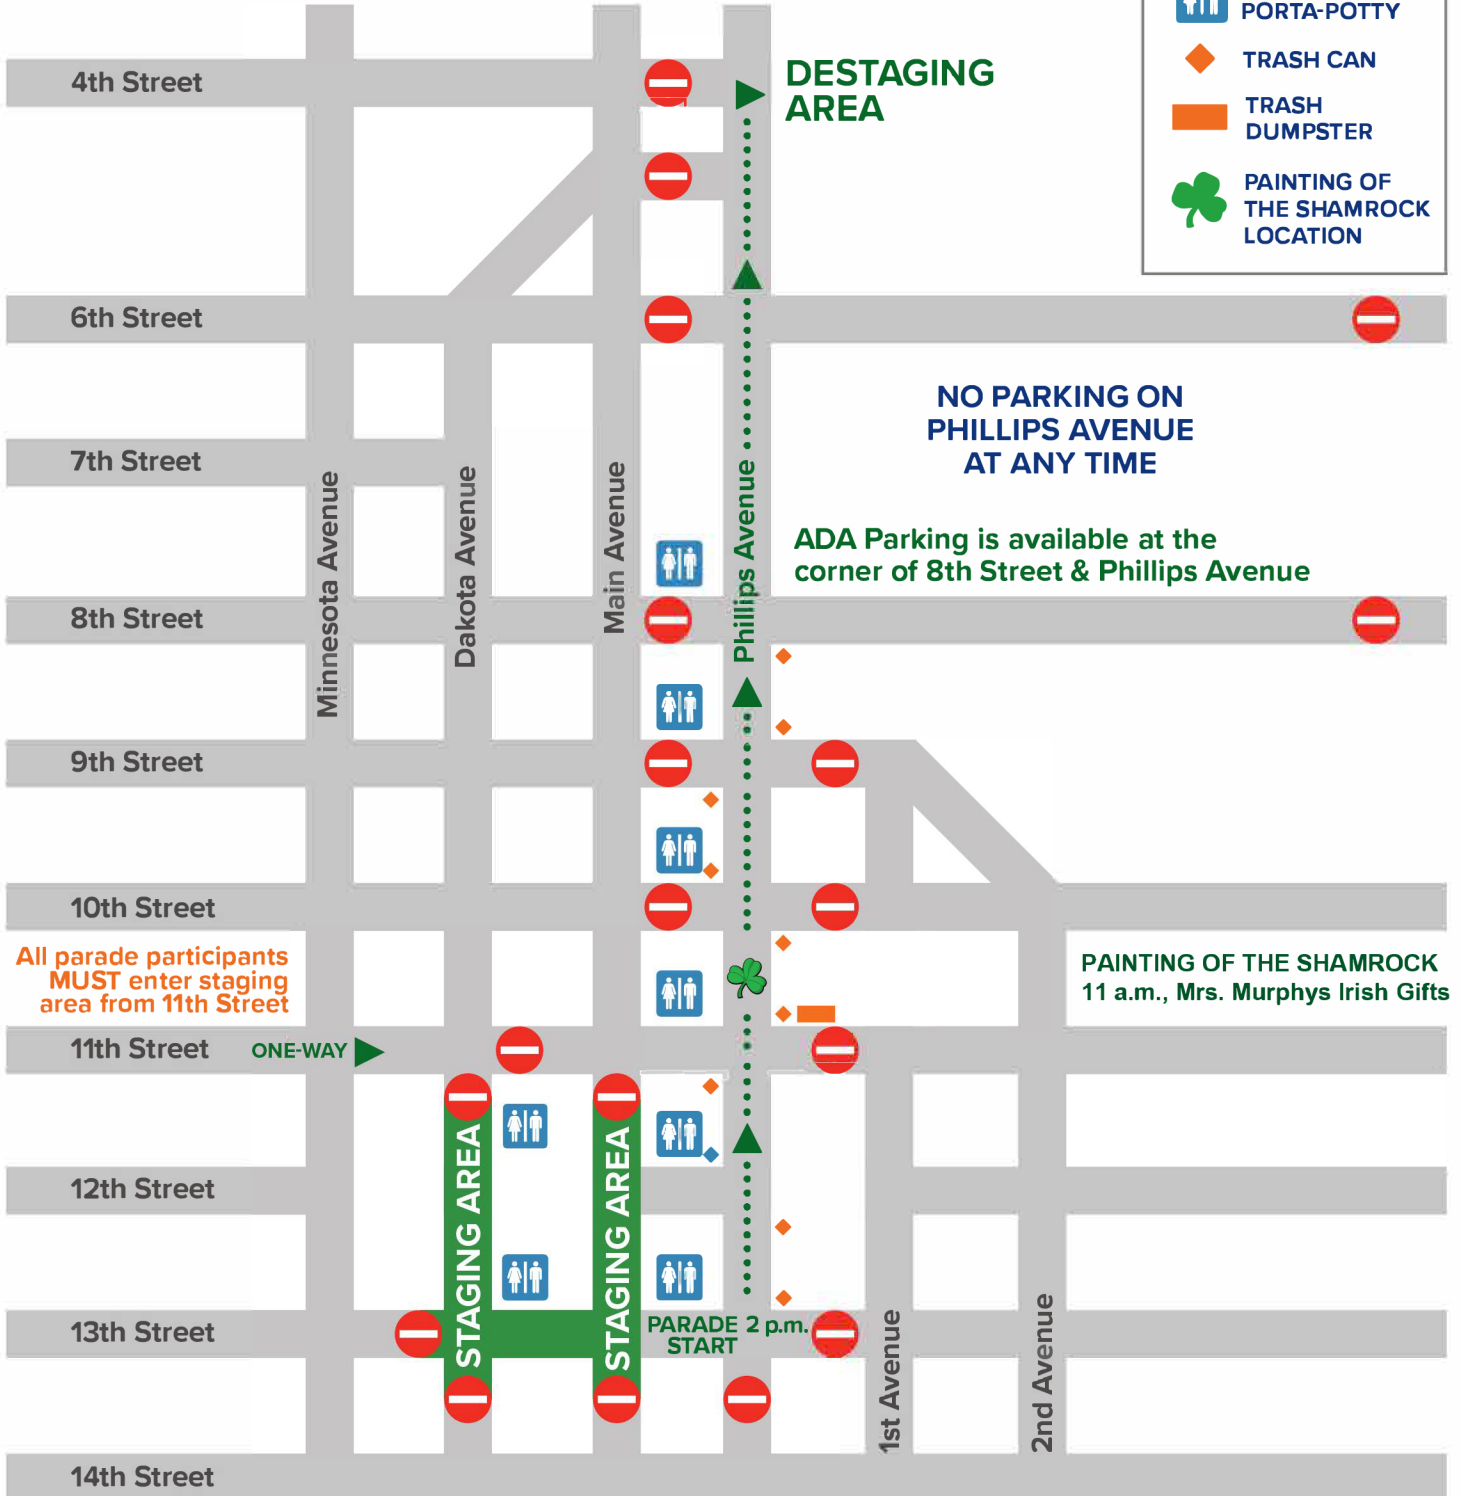 PORTA-POTTY
TRASH CAN
TRASH
DUMPSTER
PAINTING OF
THE SHAMROCK
LOCATION
4th Street
DESTAGING
AREA
6th Street
NO PARKING ON
PHILLIPS AVENUE
AT ANY TIME
7th Street
Minnesota Avenue
Dakota Avenue
Main Avenue
Phillips Avenue
ADA Parking is available at the
corner of 8th Street & Phillips Avenue
8th Street
9th Street
10th Street
All parade participants
MUST enter staging
area from 11th Street
PAINTING OF THE SHAMROCK
11 a.m., Mrs. Murphys Irish Gifts
11th Street
ONE-WAY
STAGING AREA
STAGING AREA
12th Street
13th Street
PARADE 2 p.m.
START
1st Avenue
2nd Avenue
14th Street